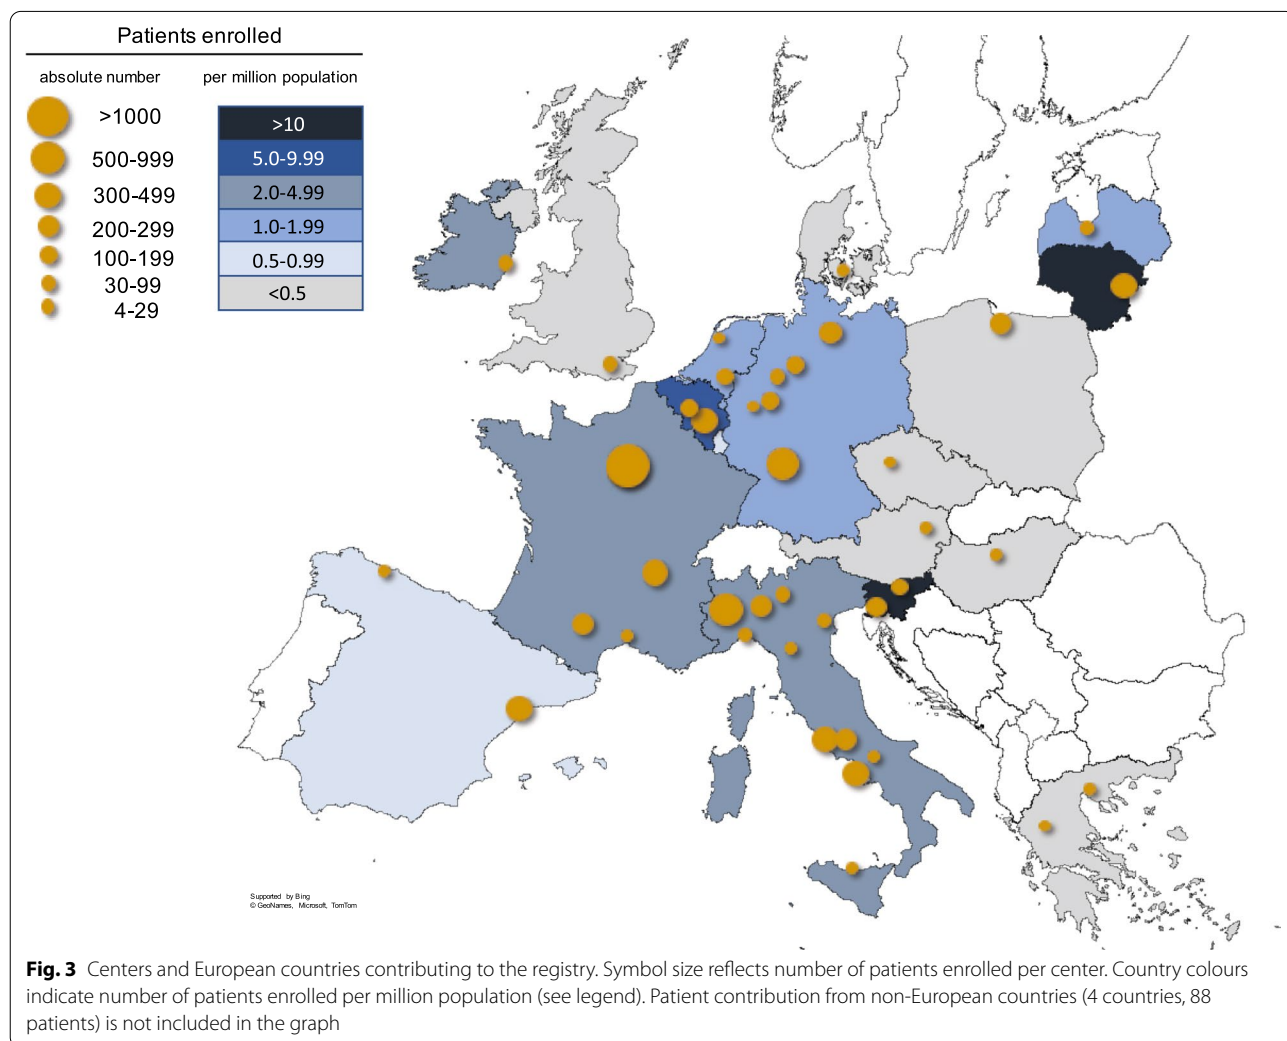 Patients enrolled
absolute number per million population
>1000 >10
500-999 5.0-9.99
300-499 2.0-4.99
200-299 1.0-1.99
100-199 0.5-0.99
30-99 <0.5
4-29
Supported by Bing
© GeoNames, Microsoft, TomTom
Fig. 3 Centers and European countries contributing to the registry. Symbol size reflects number of patients enrolled per center. Country colours
indicate number of patients enrolled per million population (see legend). Patient contribution from non-European countries (4 countries, 88
patients) is not included in the graph